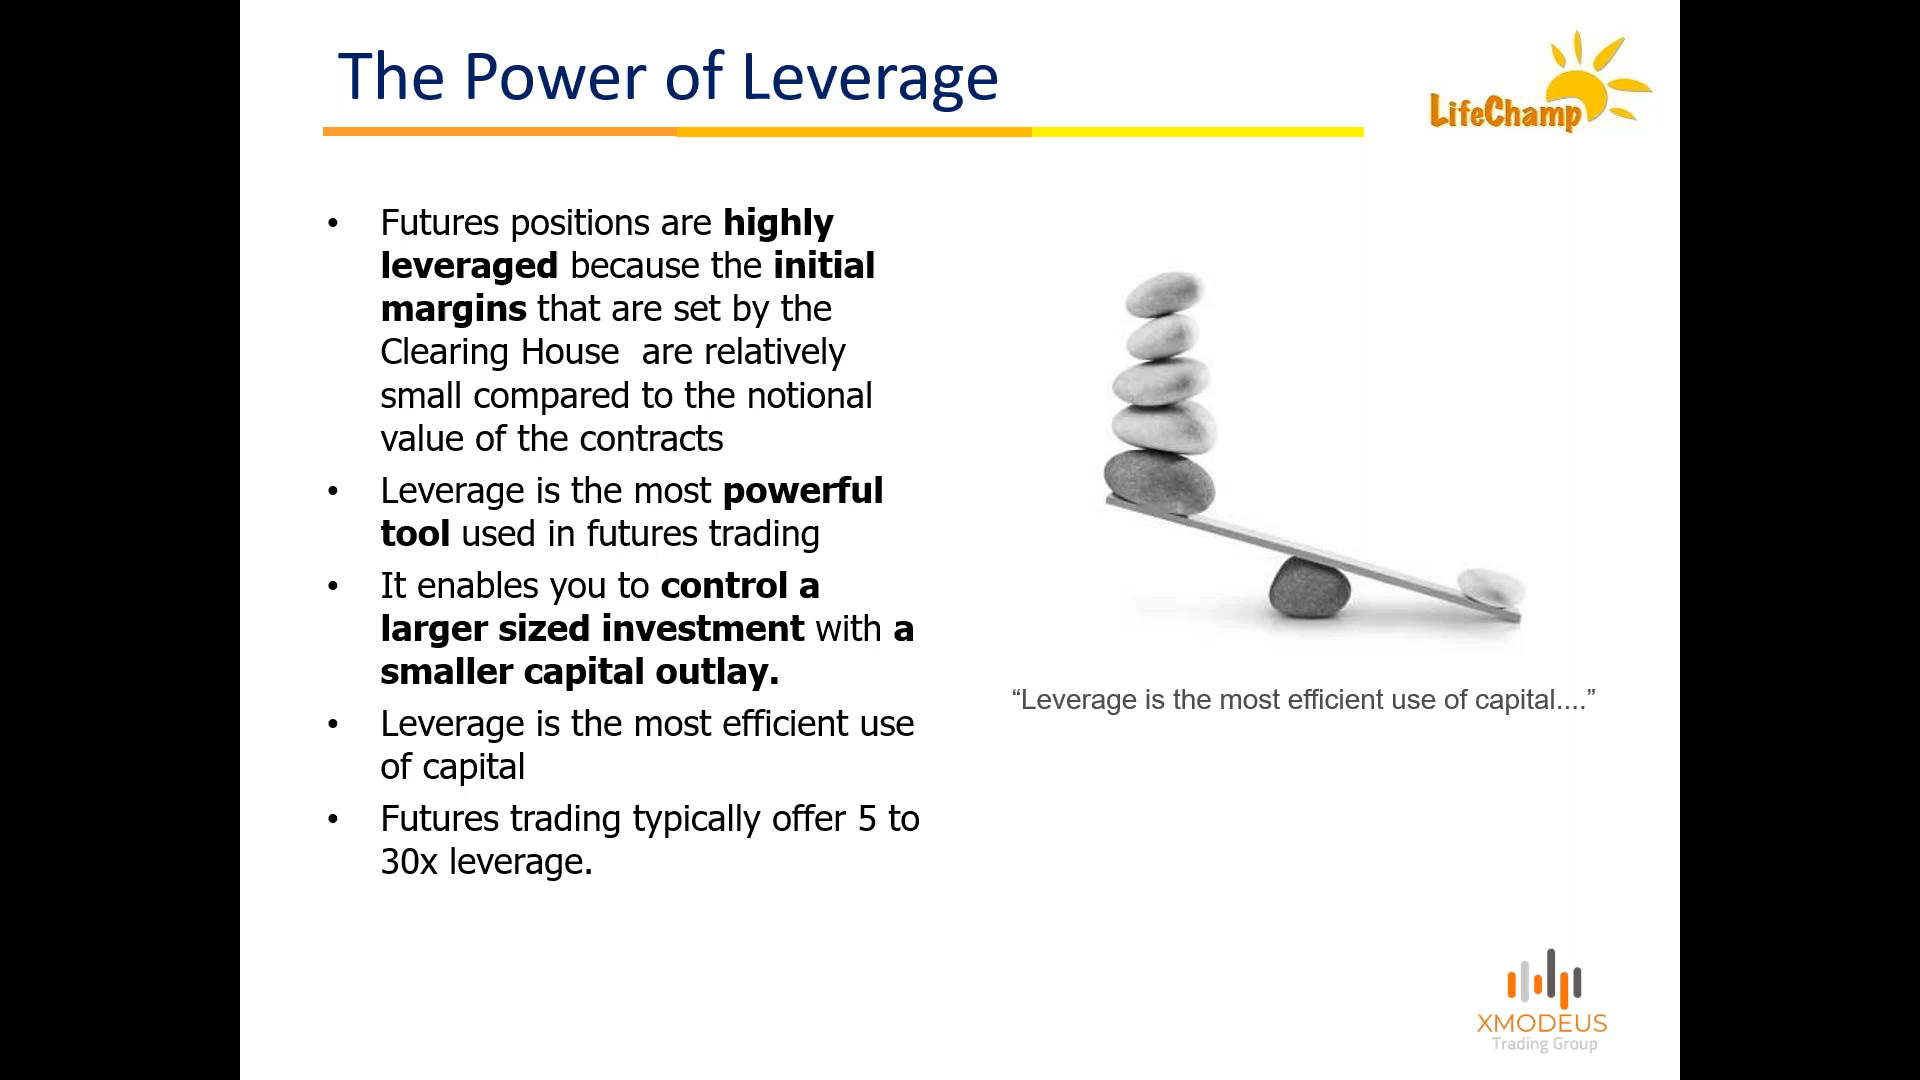 The Power of Leverage
LifeChamp
• Futures positions are highly
leveraged because the initial
margins that are set by the
Clearing House  are relatively
small compared to the notional
value of the contracts
• Leverage is the most powerful
tool used in futures trading
• It enables you to control a
larger sized investment with a
smaller capital outlay.
• Leverage is the most efficient use
of capital
• Futures trading typically offer 5 to
30x leverage.
“Leverage is the most efficient use of capital....”
XMODEUS
Trading Group